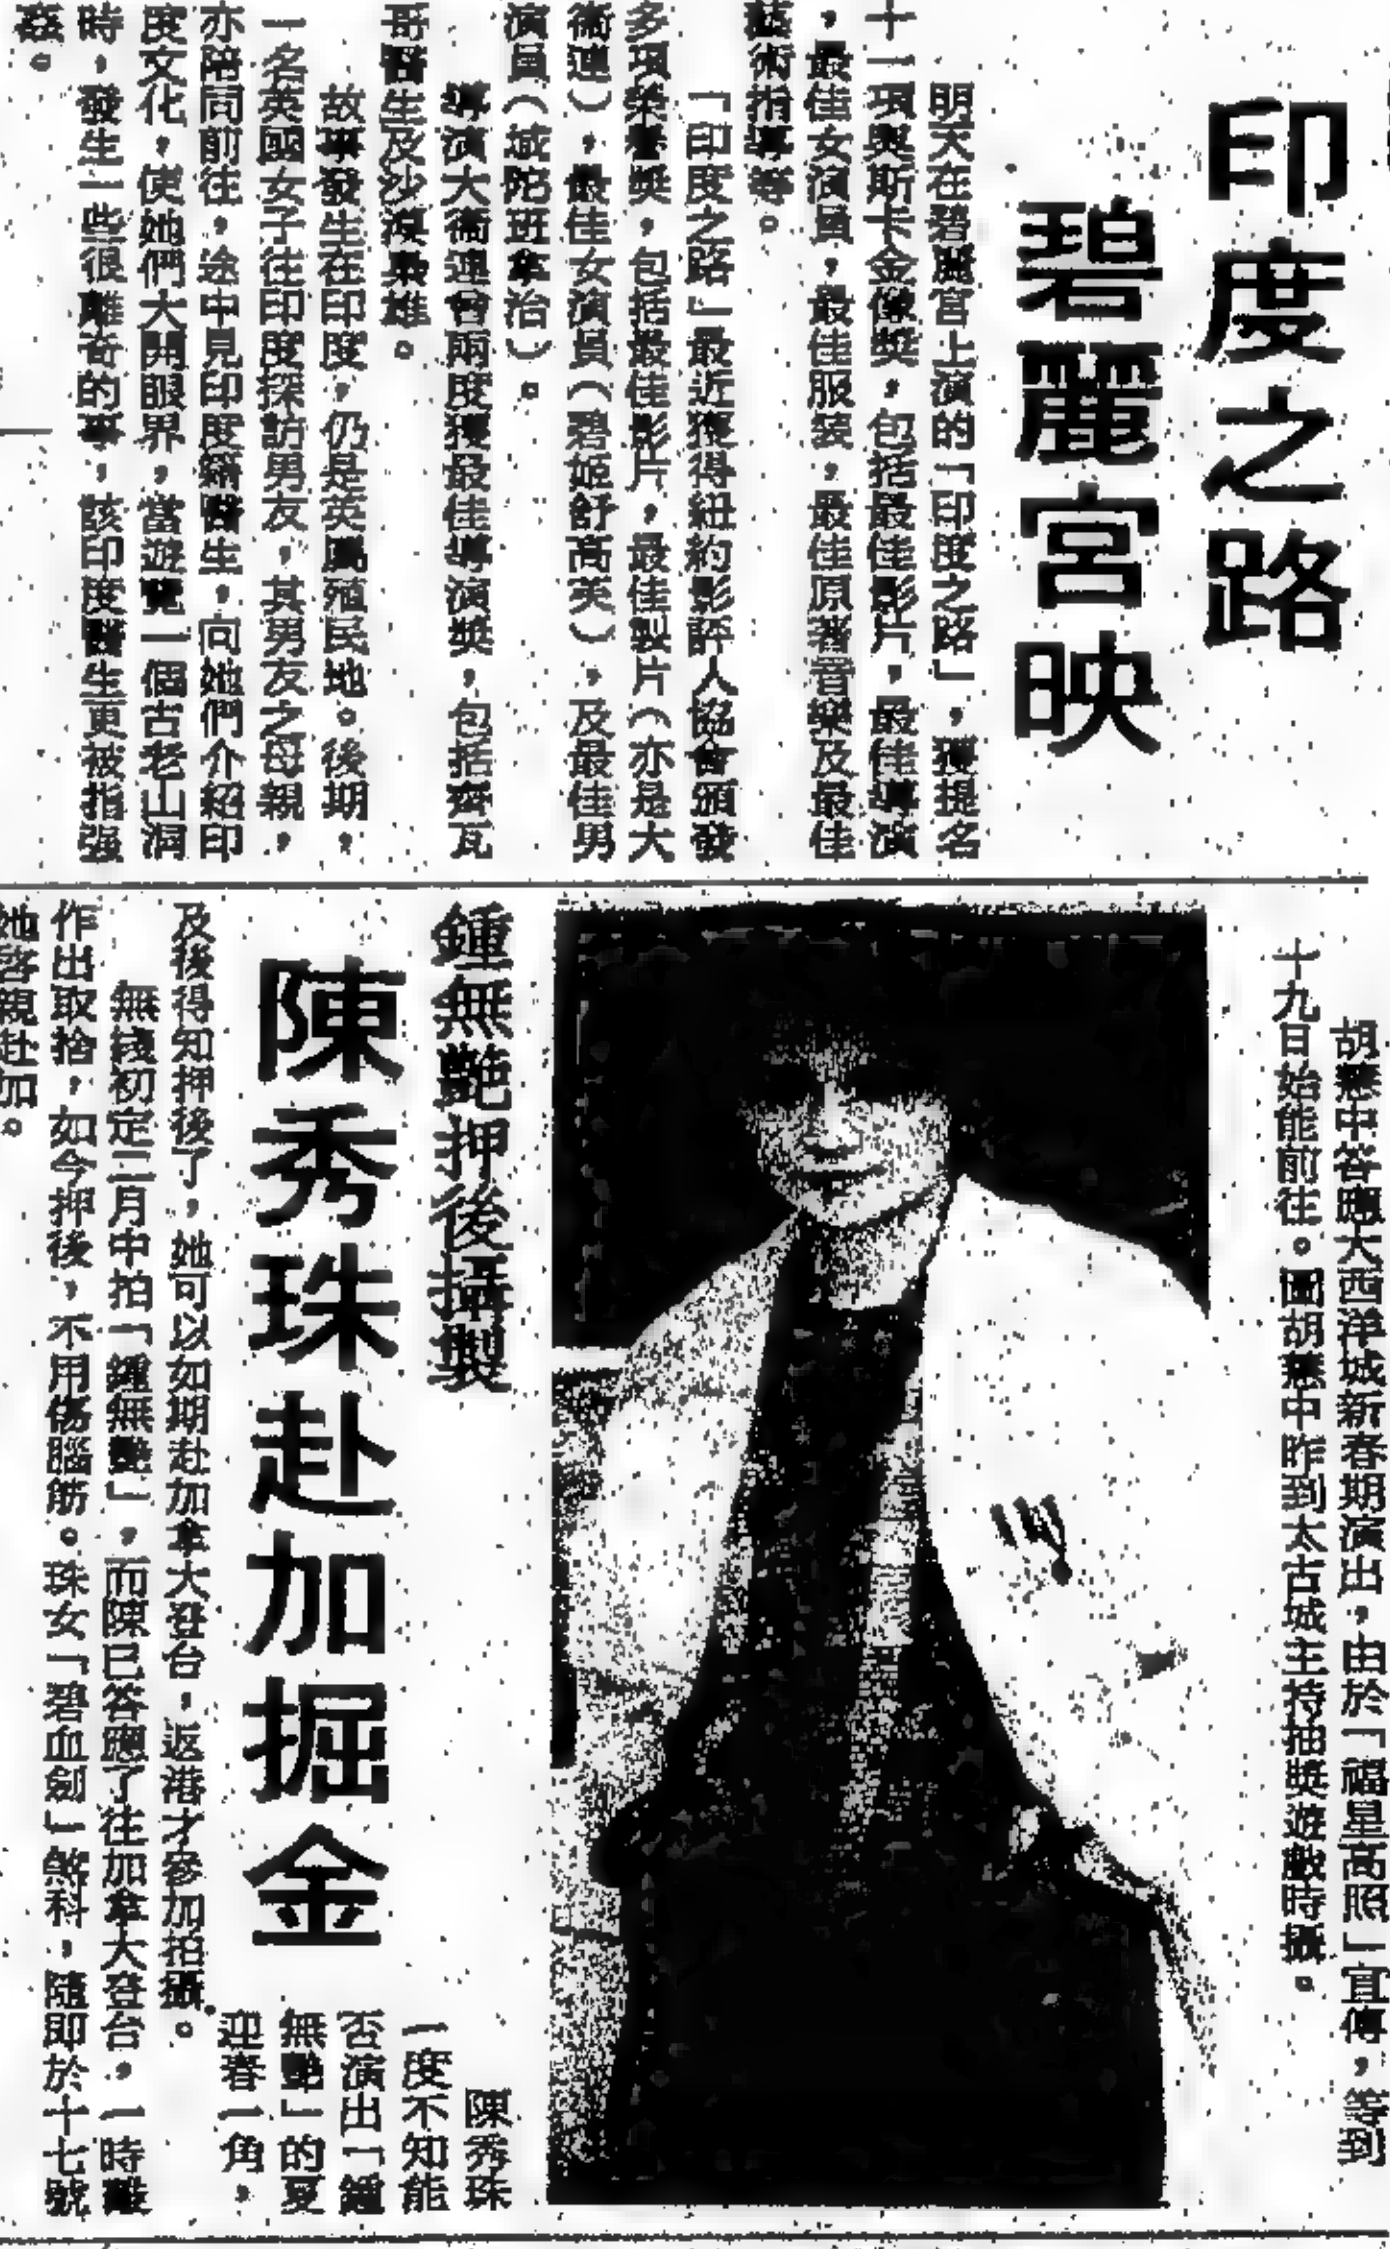 印度之路
碧麗宮映
明天在碧麗宮上演的「印度之路」，獲提名
十一項奧斯卡金像獎，包括最佳影片，最佳導演
，最佳女演員，最佳服裝，最佳原著音樂及最佳
藝術指導等。
「印度之路」最近獲得紐約影評人協會頒發
多項榮譽獎，包括最佳影片，最佳製片（亦是大
衞連），最佳女演員（碧姬舒高英），及最佳男
演員（域陀班拿治）。
導演大衞連曾兩度獲最佳導演獎，包括齊瓦
哥醫生及沙漠梟雄。
故事發生在印度，仍是英屬殖民地。後期，
一名英國女子往印度探訪男友，其男友之母親，
亦陪同前往，途中見印度籍醫生，向她們介紹印
度文化，使她們大開眼界，當遊覽一個古老山洞
時，發生一些很離奇的事，該印度醫生更被指強
姦。
胡慧中答應大西洋城新春期演出，由於「福星高照」宣傳，等到
十九日始能前往。圖胡慧中昨到太古城主持抽獎遊戲時攝。
鍾無艷押後攝製
陳秀珠赴加掘金
陳秀珠
一度不知能
否演出「鍾
無艷」的夏
迎春一角，
及後得知押後了，她可以如期赴加拿大登台，返港才參加拍攝。
無綫初定二月中拍「鍾無艷」，而陳已答應了往加拿大登台，一時難
作出取捨，如今押後，不用傷腦筋。珠女「碧血劍」煞科，隨即於十七號
她啓親赴加。